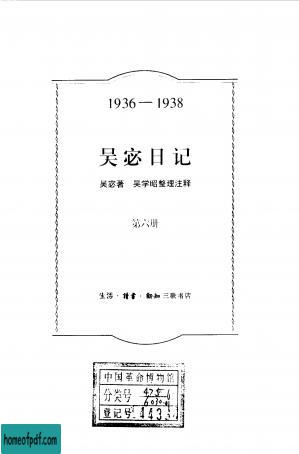 1936—1938
吴宓日记
吴宓著 吴学昭整理注释
第六册
生活·读书·新知三联书店
中国革命博物馆
分类号
登记号 4434
homeofpdf.com